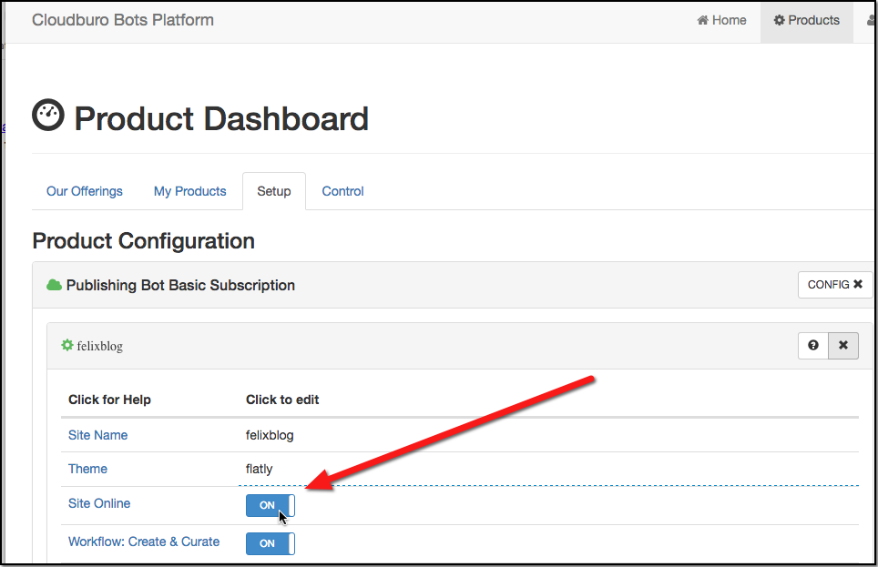 Cloudburo Bots Platform
Home
Products
Product Dashboard
Our Offerings
My Products
Setup
Control
Product Configuration
Publishing Bot Basic Subscription
CONFIG
felixblog
Click for Help Click to edit
Site Name felixblog
Theme flatly
Site Online ON
Workflow: Create & Curate ON